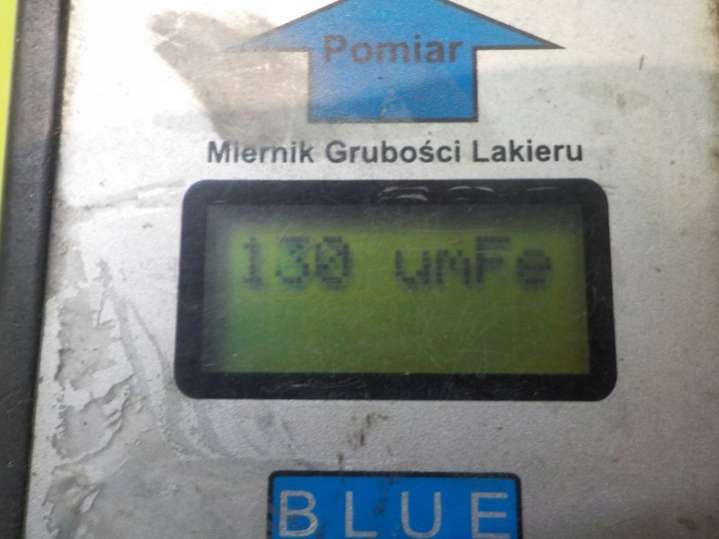 Pomiar
Miernik Grubości Lakieru
130 umFe
BLUE